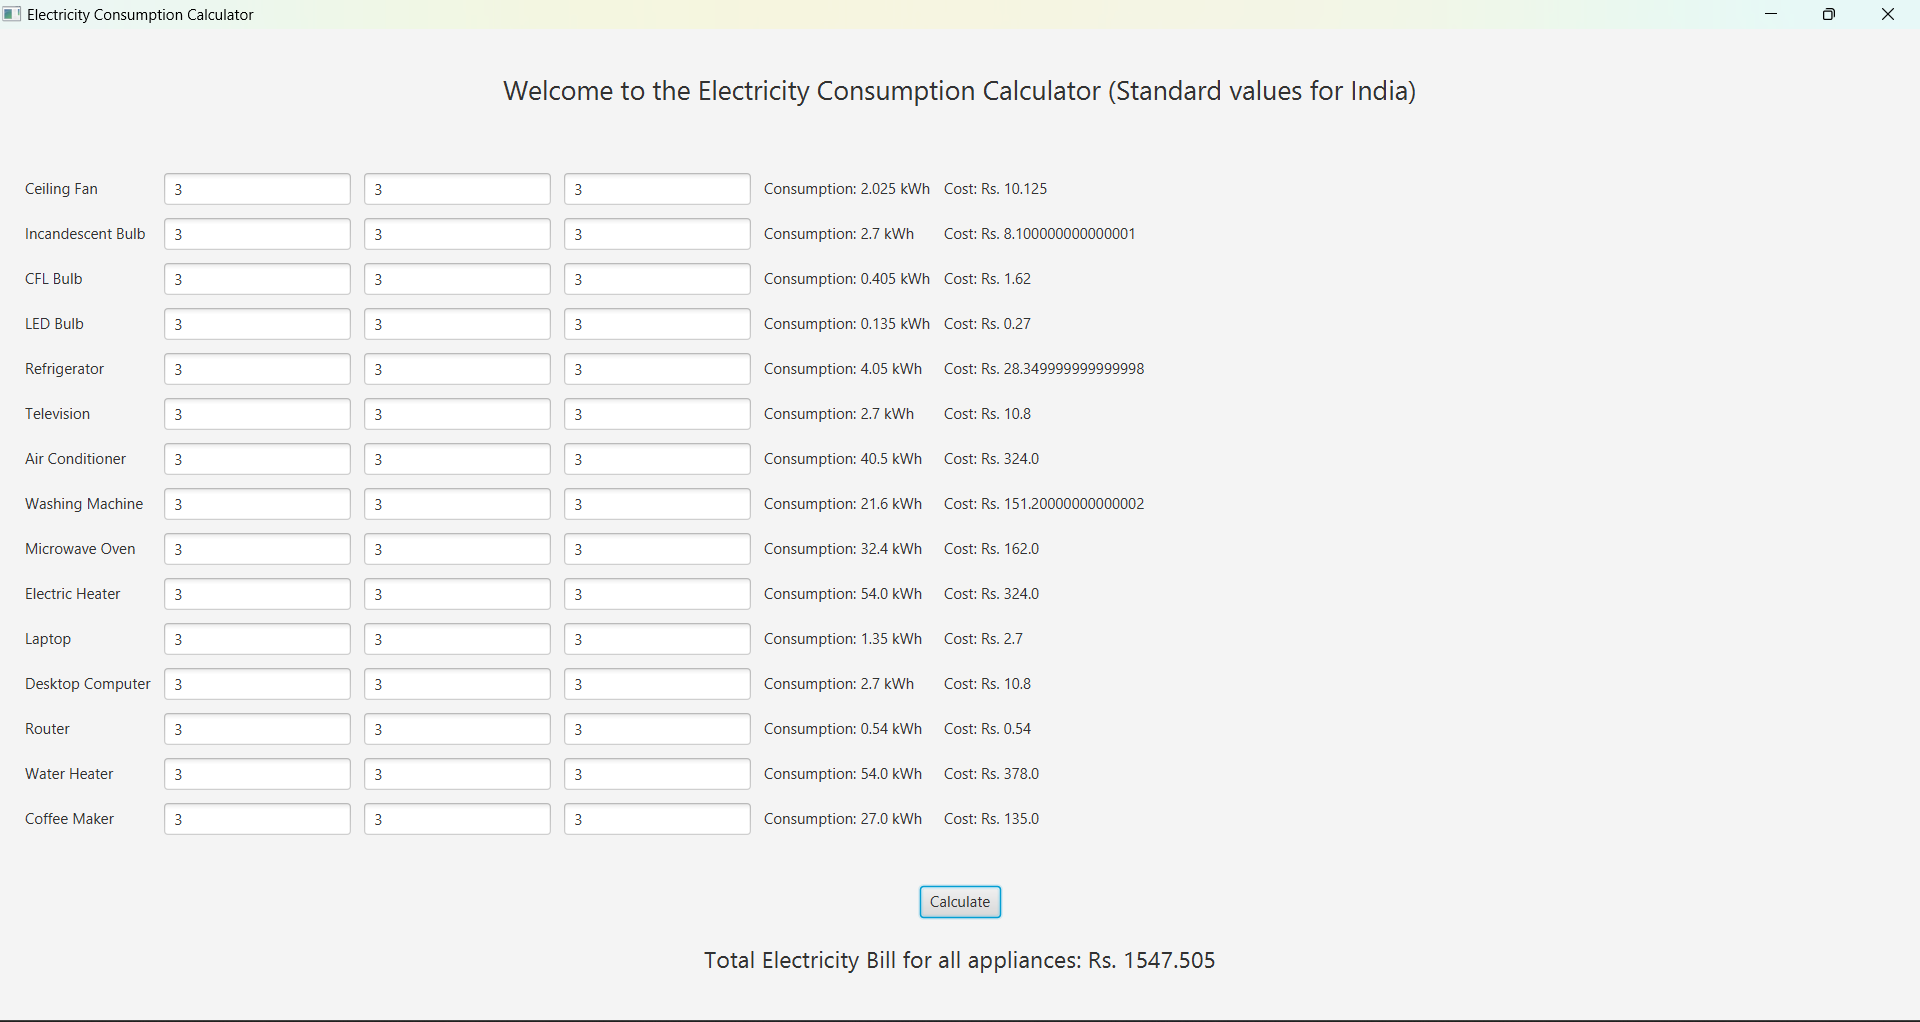 Electricity Consumption Calculator
Welcome to the Electricity Consumption Calculator (Standard values for India)
Ceiling Fan 3 3 3 Consumption: 2.025 kWh Cost: Rs. 10.125
Incandescent Bulb 3 3 3 Consumption: 2.7 kWh Cost: Rs. 8.100000000000001
CFL Bulb 3 3 3 Consumption: 0.405 kWh Cost: Rs. 1.62
LED Bulb 3 3 3 Consumption: 0.135 kWh Cost: Rs. 0.27
Refrigerator 3 3 3 Consumption: 4.05 kWh Cost: Rs. 28.349999999999998
Television 3 3 3 Consumption: 2.7 kWh Cost: Rs. 10.8
Air Conditioner 3 3 3 Consumption: 40.5 kWh Cost: Rs. 324.0
Washing Machine 3 3 3 Consumption: 21.6 kWh Cost: Rs. 151.20000000000002
Microwave Oven 3 3 3 Consumption: 32.4 kWh Cost: Rs. 162.0
Electric Heater 3 3 3 Consumption: 54.0 kWh Cost: Rs. 324.0
Laptop 3 3 3 Consumption: 1.35 kWh Cost: Rs. 2.7
Desktop Computer 3 3 3 Consumption: 2.7 kWh Cost: Rs. 10.8
Router 3 3 3 Consumption: 0.54 kWh Cost: Rs. 0.54
Water Heater 3 3 3 Consumption: 54.0 kWh Cost: Rs. 378.0
Coffee Maker 3 3 3 Consumption: 27.0 kWh Cost: Rs. 135.0
Calculate
Total Electricity Bill for all appliances: Rs. 1547.505